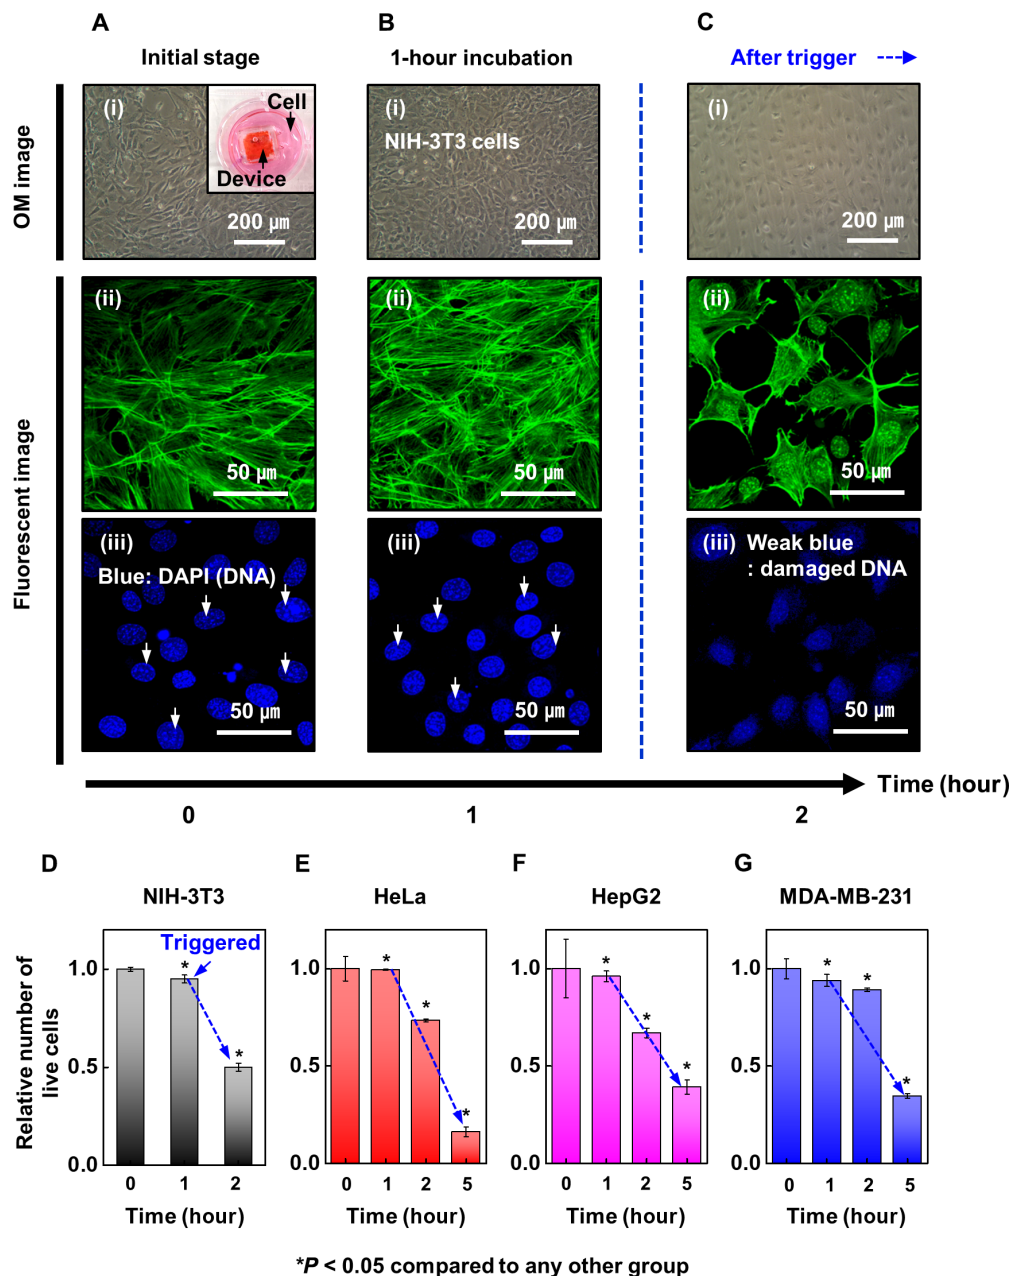 A
B
C
Initial stage
1-hour incubation
After trigger
OM image
(i)
Cell
Device
200 µm
(i)
NIH-3T3 cells
200 µm
(i)
200 µm
Fluorescent image
(ii)
50 µm
(ii)
50 µm
(ii)
50 µm
(iii)
Blue: DAPI (DNA)
50 µm
(iii)
50 µm
(iii) Weak blue
: damaged DNA
50 µm
Time (hour)
0
1
2
D
E
F
G
NIH-3T3
HeLa
HepG2
MDA-MB-231
Relative number of
live cells
Triggered
1.0
0.5
0.0
*
*
0
1
2
Time (hour)
1.0
0.5
0.0
*
*
*
0
1
2
5
Time (hour)
1.0
0.5
0.0
*
*
*
0
1
2
5
Time (hour)
1.0
0.5
0.0
*
*
*
0
1
2
5
Time (hour)
*P < 0.05 compared to any other group